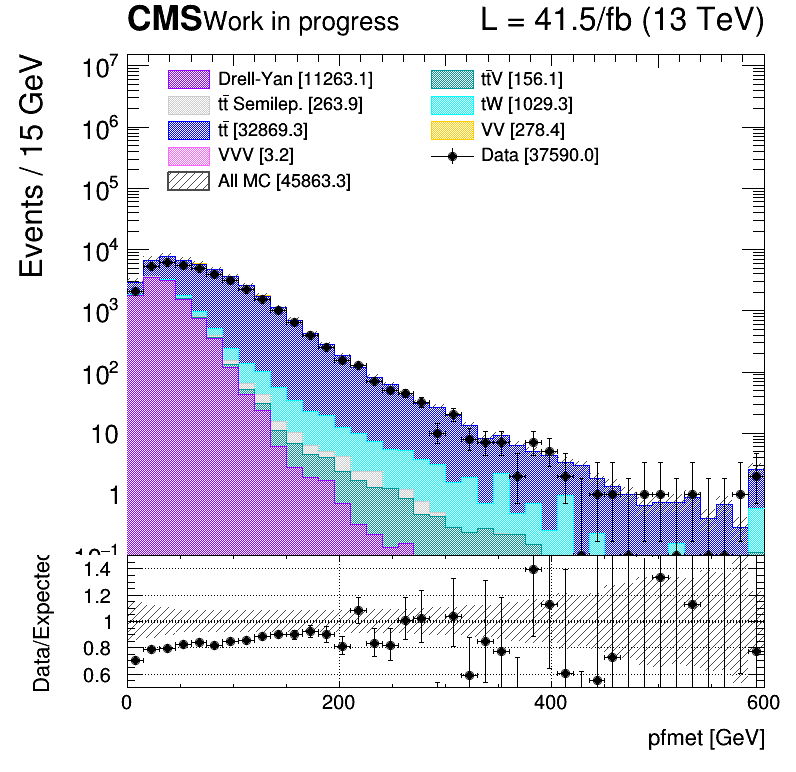 CMS Work in progress L = 41.5/fb (13 TeV)
Events / 15 GeV
10⁷
10⁶
10⁵
10⁴
10³
10²
10
1
10⁻¹
Drell-Yan [11263.1]
tt̄ Semilep. [263.9]
tt̄ [32869.3]
VVV [3.2]
All MC [45863.3]
tt̄V [156.1]
tW [1029.3]
VV [278.4]
Data [37590.0]
Data/Expected
1.4
1.2
1
0.8
0.6
0 200 400 600
pfmet [GeV]